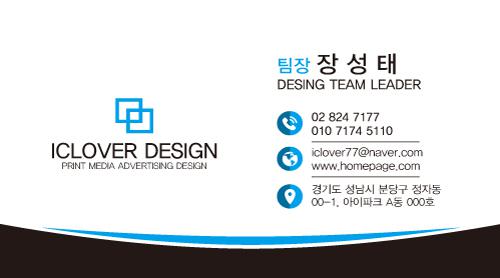 ICLOVER DESIGN
PRINT MEDIA ADVERTISING DESIGN
팀장 장 성 태
DESING TEAM LEADER
02 824 7177
010 7174 5110
iclover77@naver.com
www,homepage.com
경기도 성남시 분당구 정자동
00-1. 아이파크 A동 000호